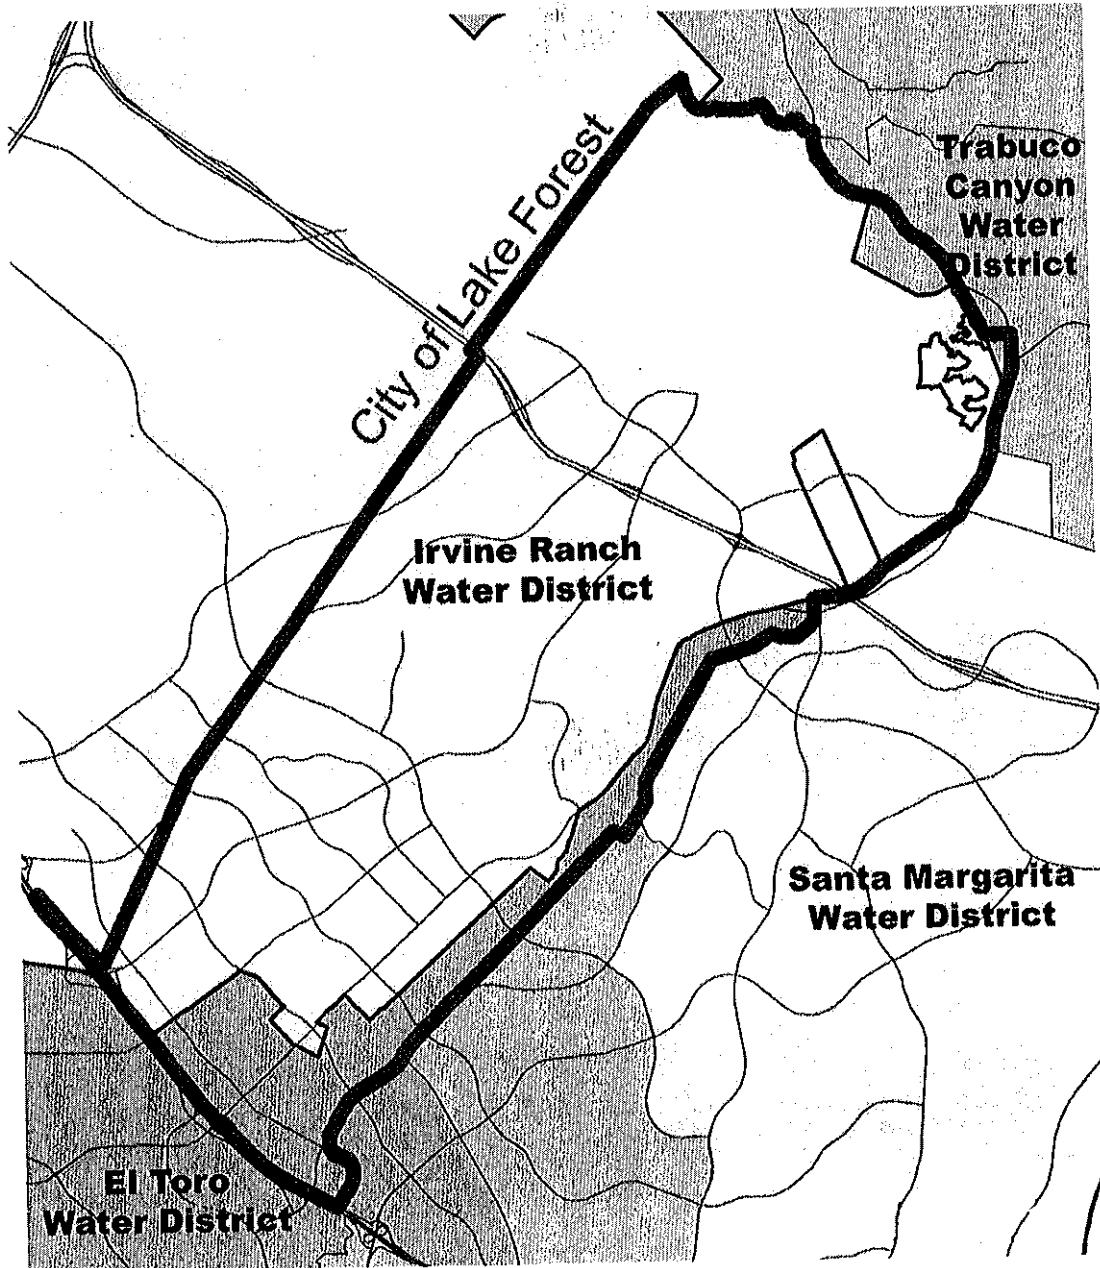 City of Lake Forest
Trabuco
Canyon
Water
District
Irvine Ranch
Water District
Santa Margarita
Water District
El Toro
Water District